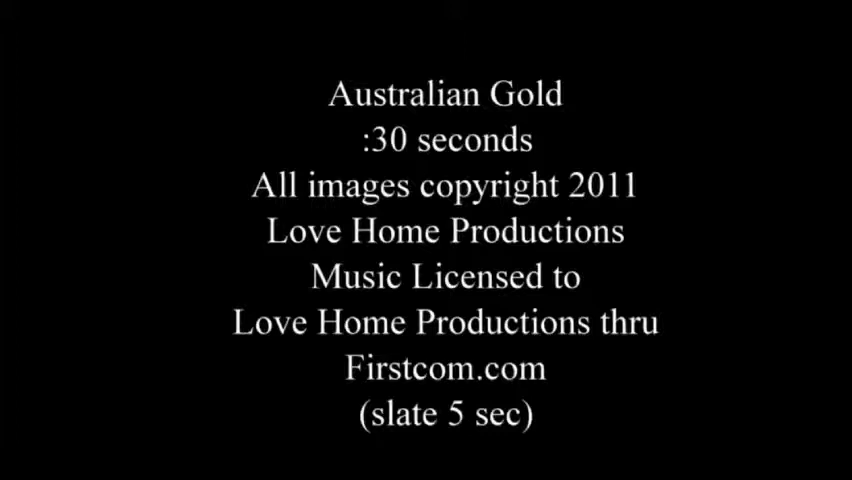 Australian Gold
:30 seconds
All images copyright 2011
Love Home Productions
Music Licensed to
Love Home Productions thru
Firstcom.com
(slate 5 sec)